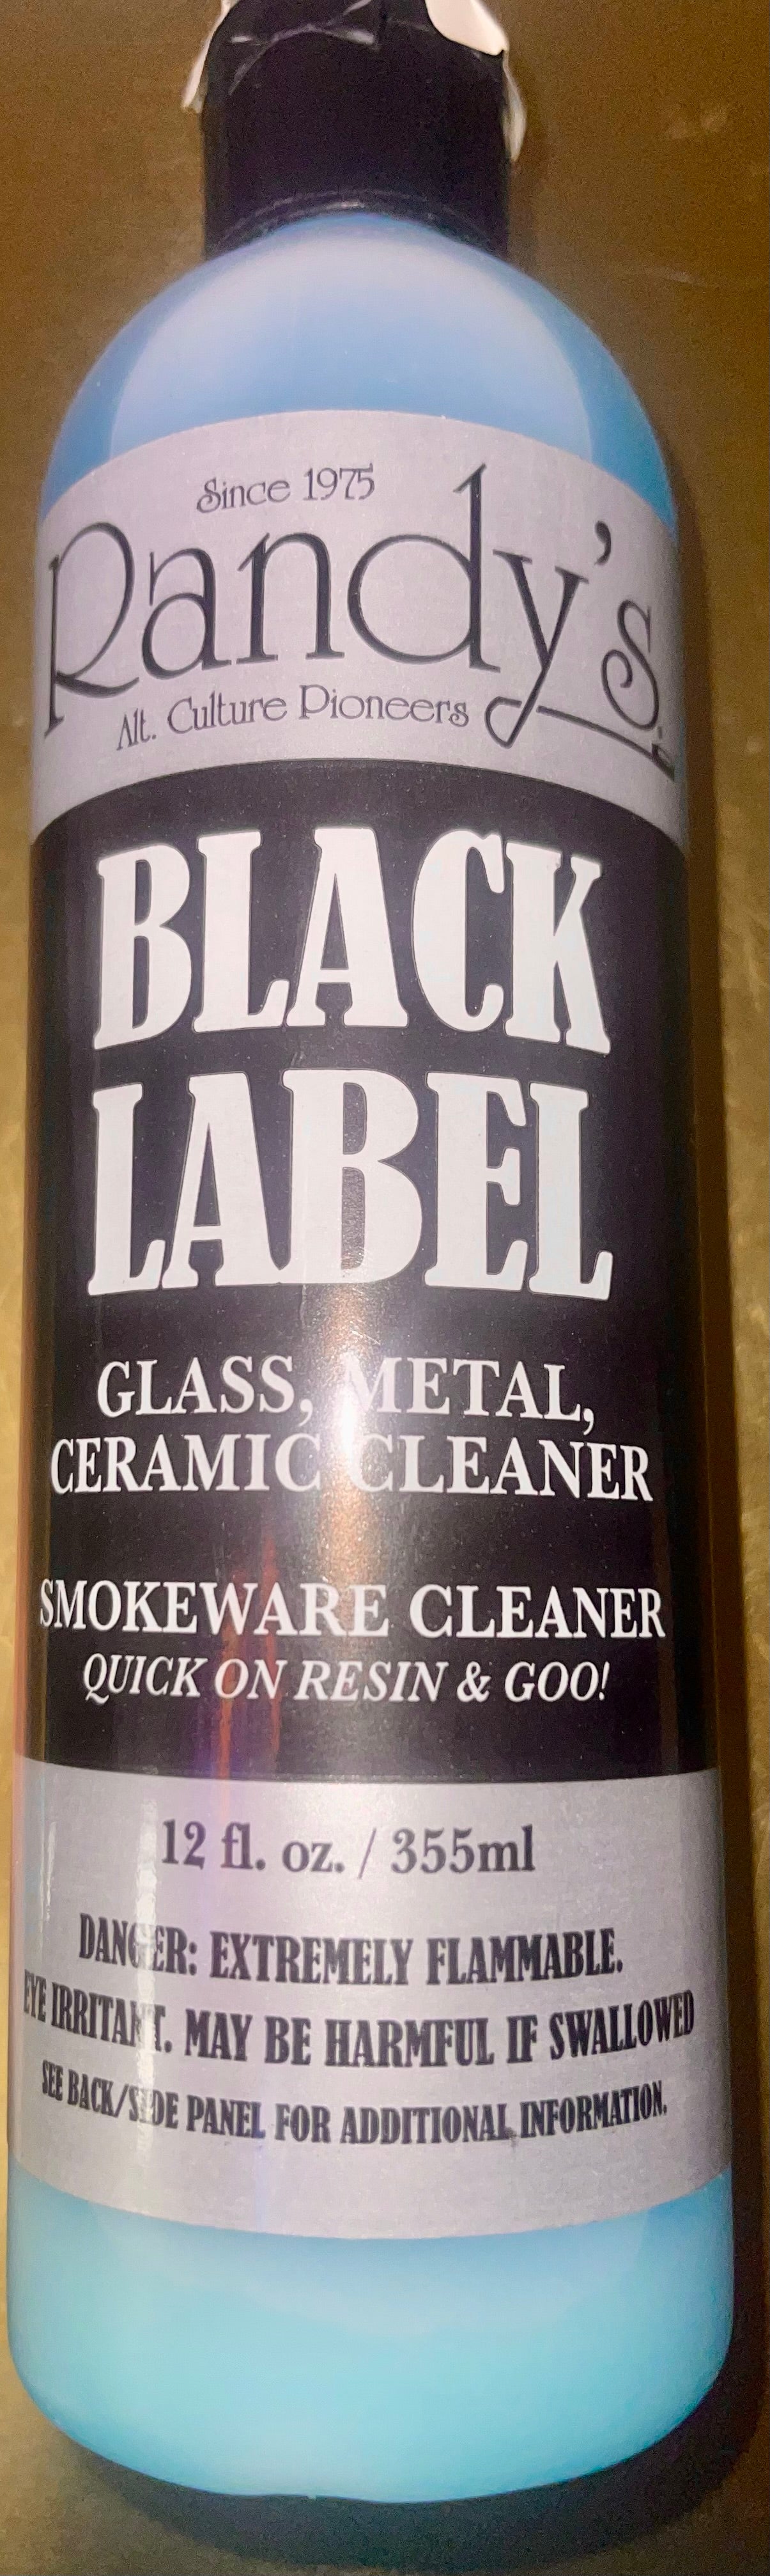 Since 1975
Randy's
Alt. Culture Pioneers
BLACK
LABEL
GLASS, METAL,
CERAMIC CLEANER
SMOKEWARE CLEANER
QUICK ON RESIN & GOO!
12 fl. oz. / 355ml
DANGER: EXTREMELY FLAMMABLE.
EYE IRRITANT. MAY BE HARMFUL IF SWALLOWED
SEE BACK/SIDE PANEL FOR ADDITIONAL INFORMATION.